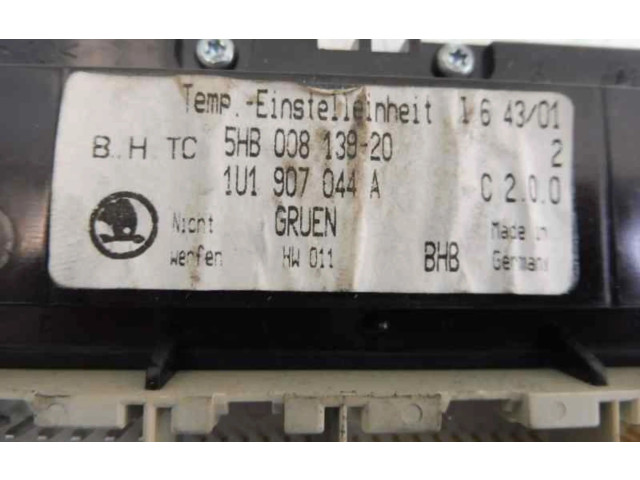 Temp.-Einstelleinheit I 6 43/01
B..H.TC 5HB 008 139-20 2
1U1 907 044 A C 2.0.0
Nicht GRUEN Made in
werfen HW 011 BHB Germany